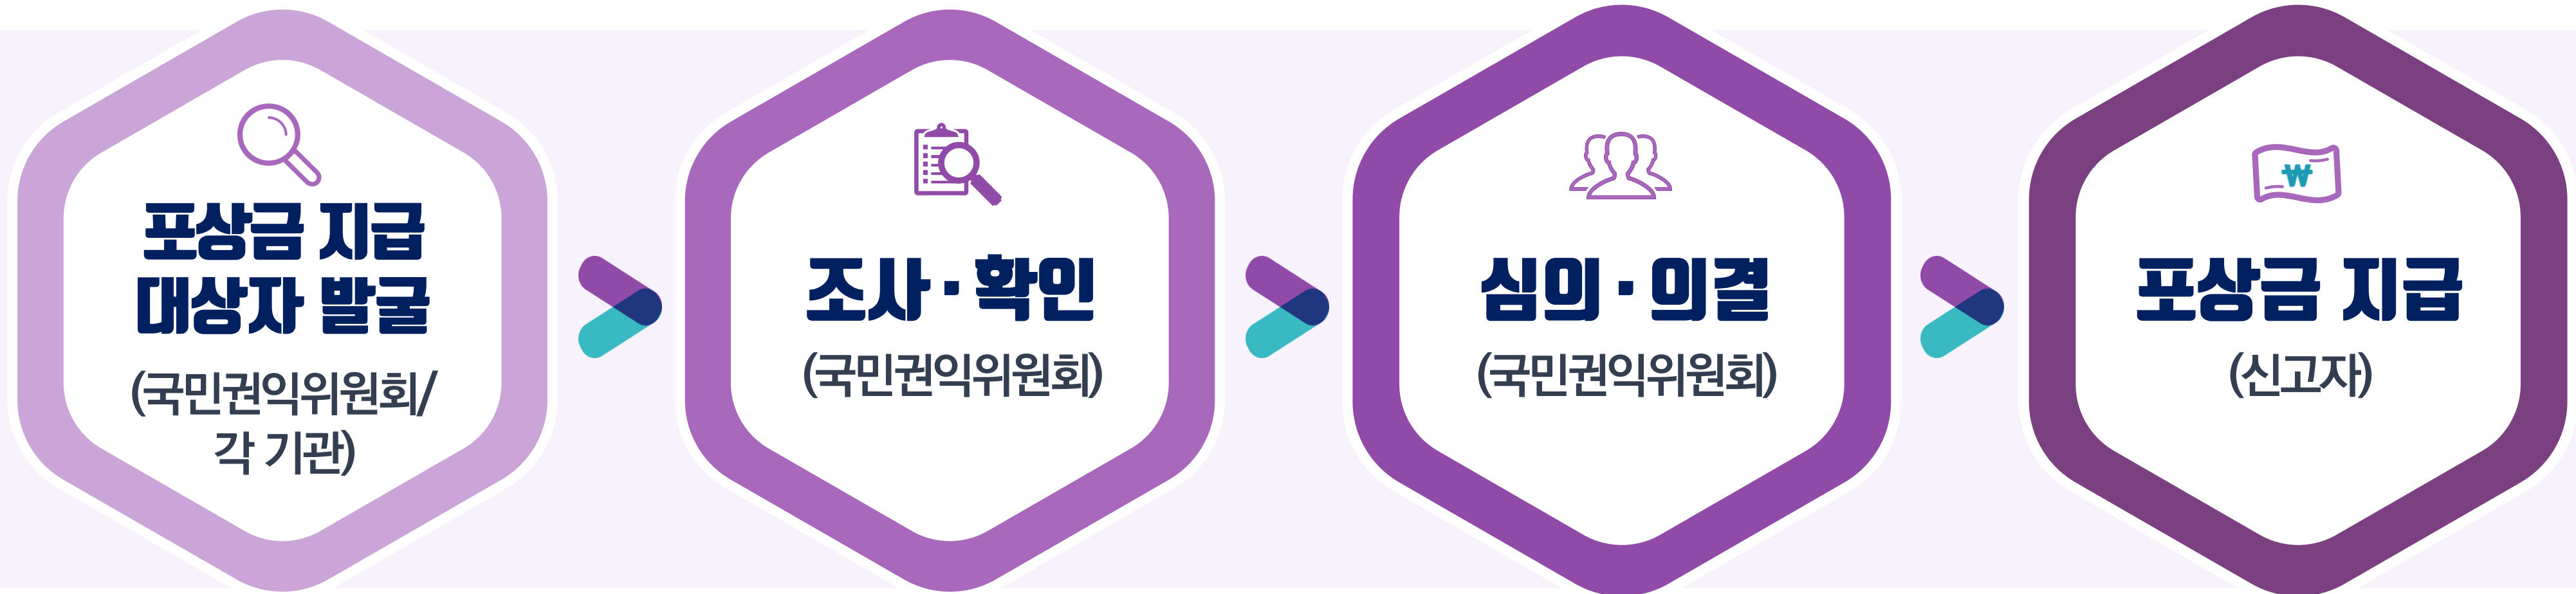 포상금 지급
대상자 발굴
(국민권익위원회/
각 기관)
조사·확인
(국민권익위원회)
심의·의결
(국민권익위원회)
₩
포상금 지급
(신고자)